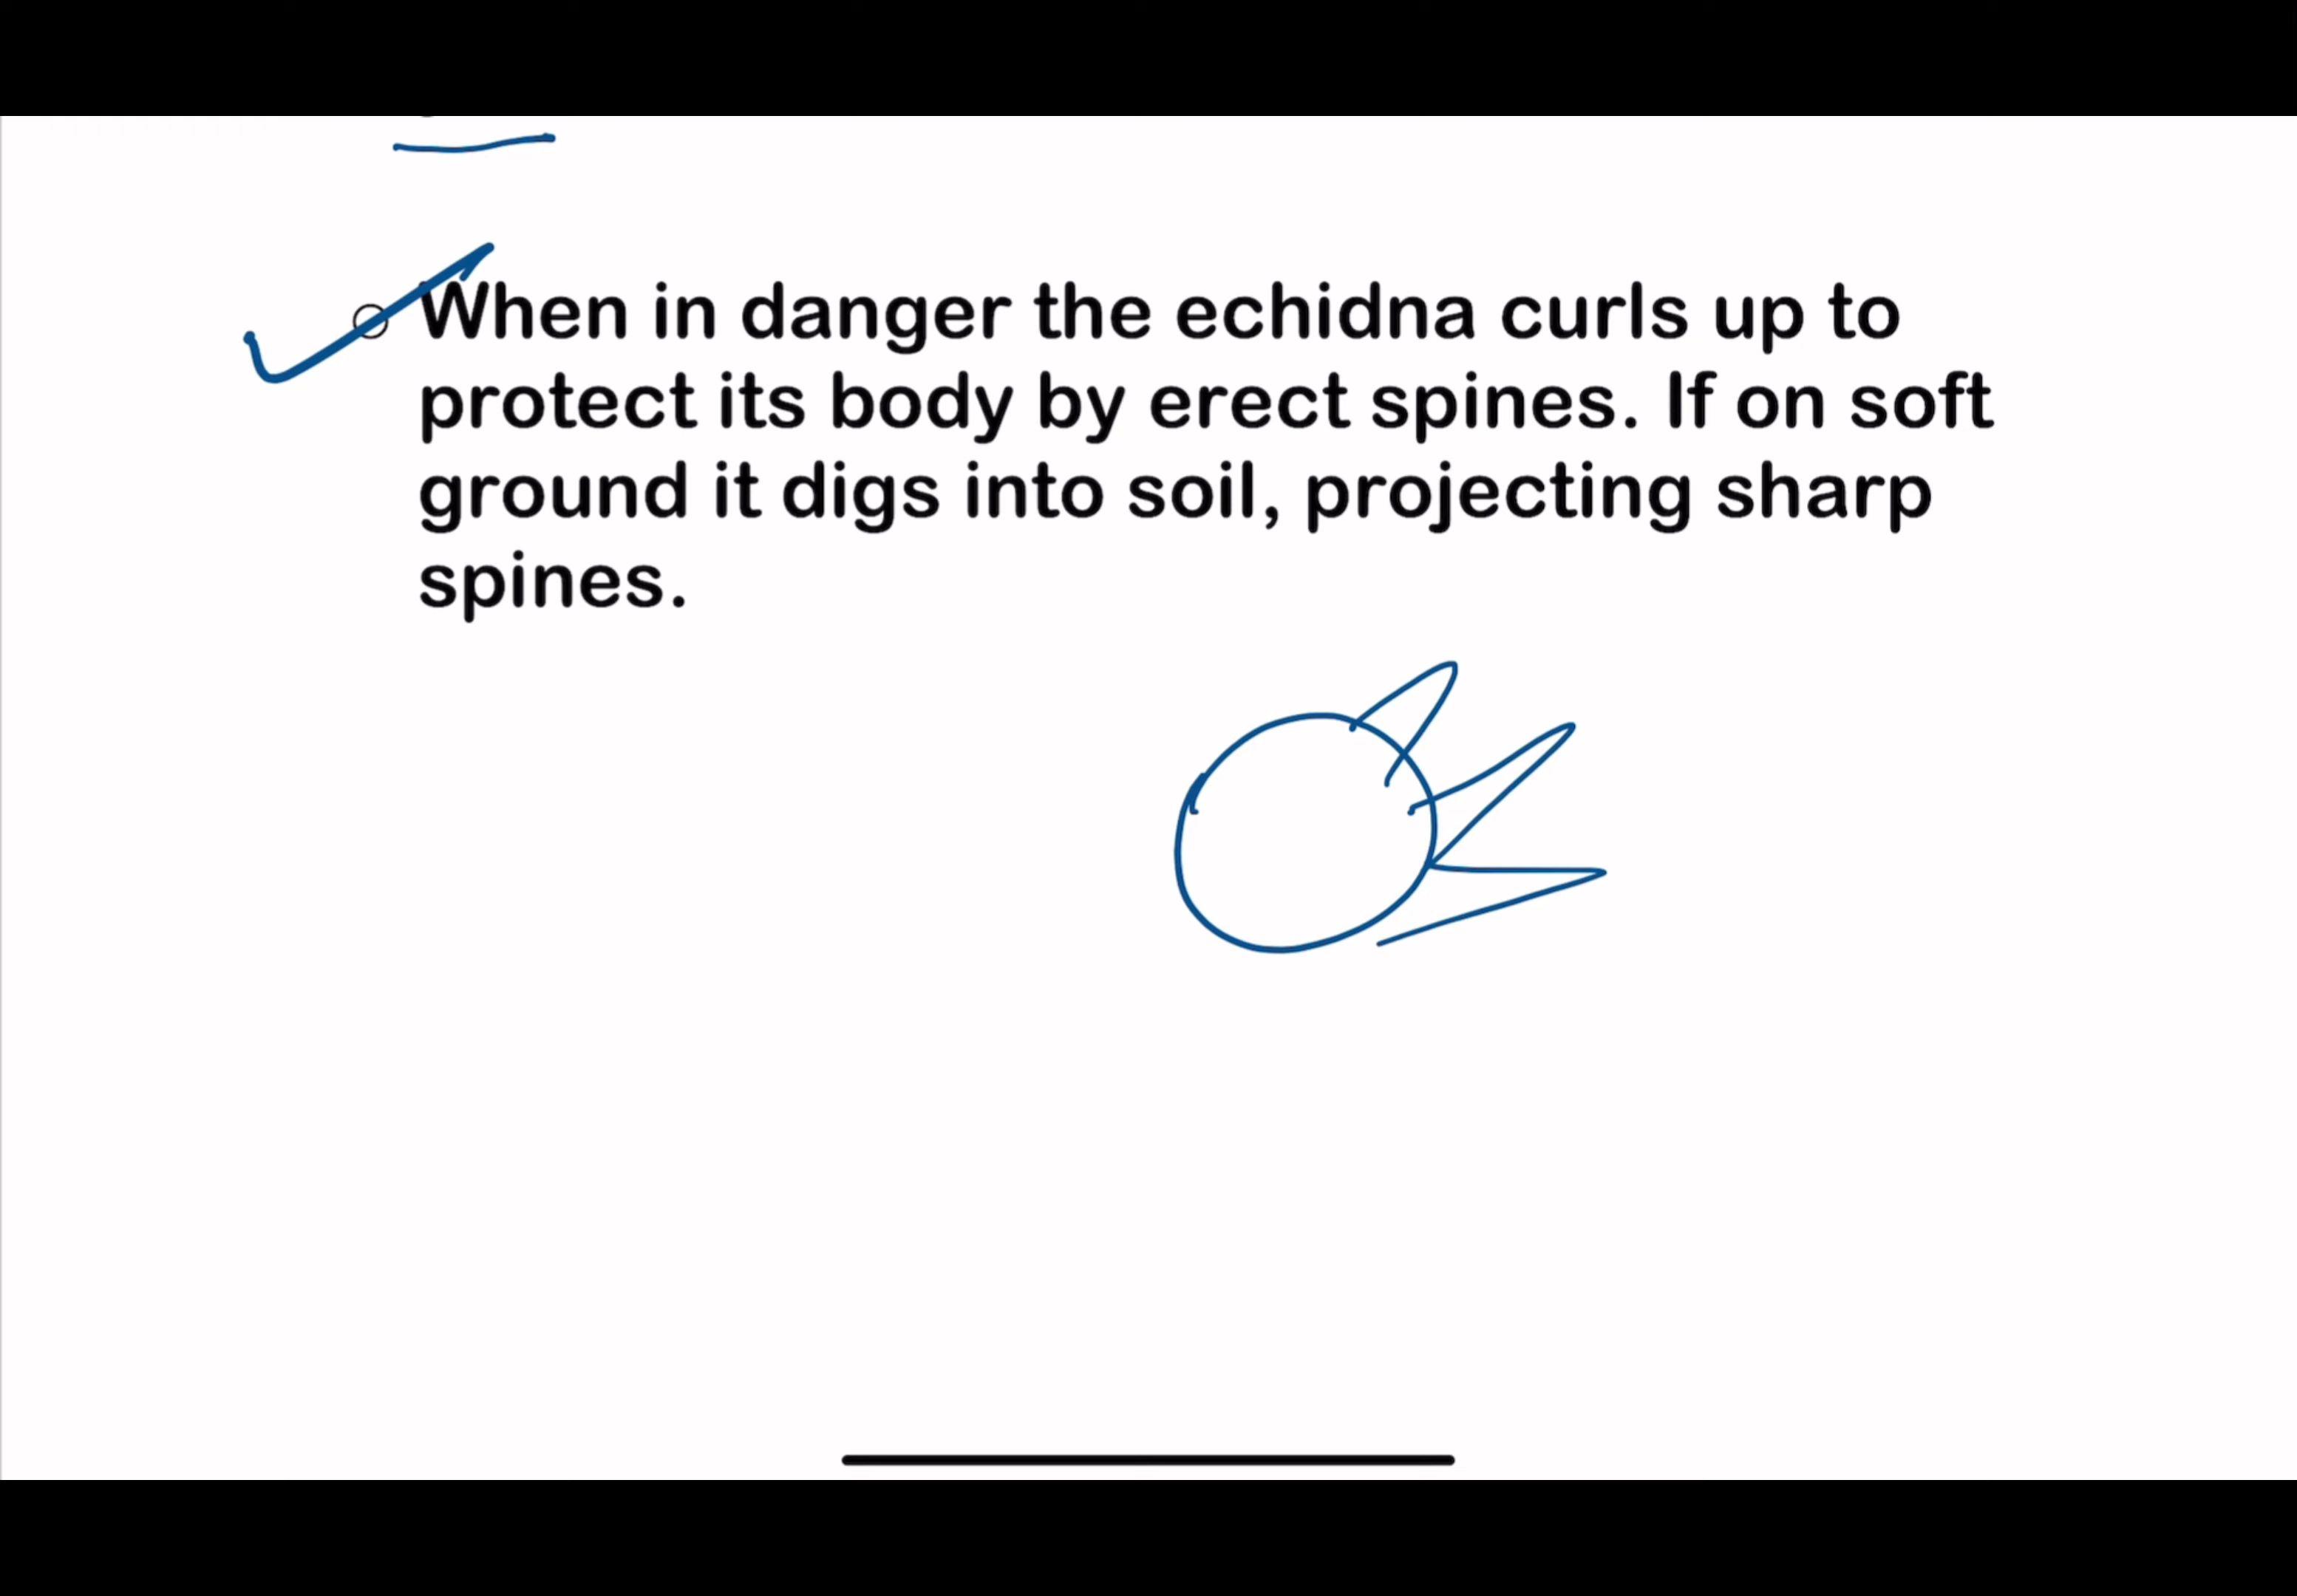 When in danger the echidna curls up to
protect its body by erect spines. If on soft
ground it digs into soil, projecting sharp
spines.